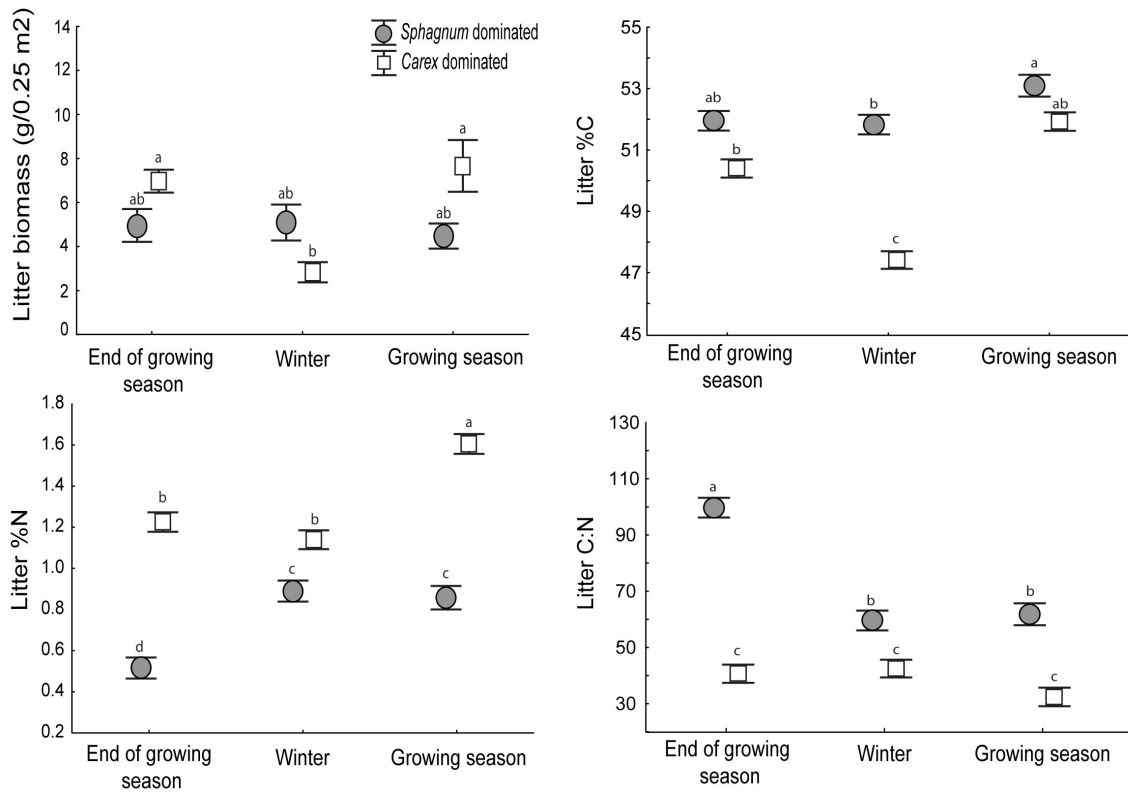 Litter biomass (g/0.25 m2)
14
12
10
8
6
4
2
0
Sphagnum dominated
Carex dominated
ab
a
ab
b
ab
a
End of growing
season
Winter
Growing season
Litter %C
55
53
51
49
47
45
ab
b
b
c
a
ab
End of growing
season
Winter
Growing season
Litter %N
1.8
1.6
1.4
1.2
1.0
0.8
0.6
0.4
0.2
d
b
c
b
c
a
End of growing
season
Winter
Growing season
Litter C:N
130
110
90
70
50
30
a
c
b
c
b
c
End of growing
season
Winter
Growing season